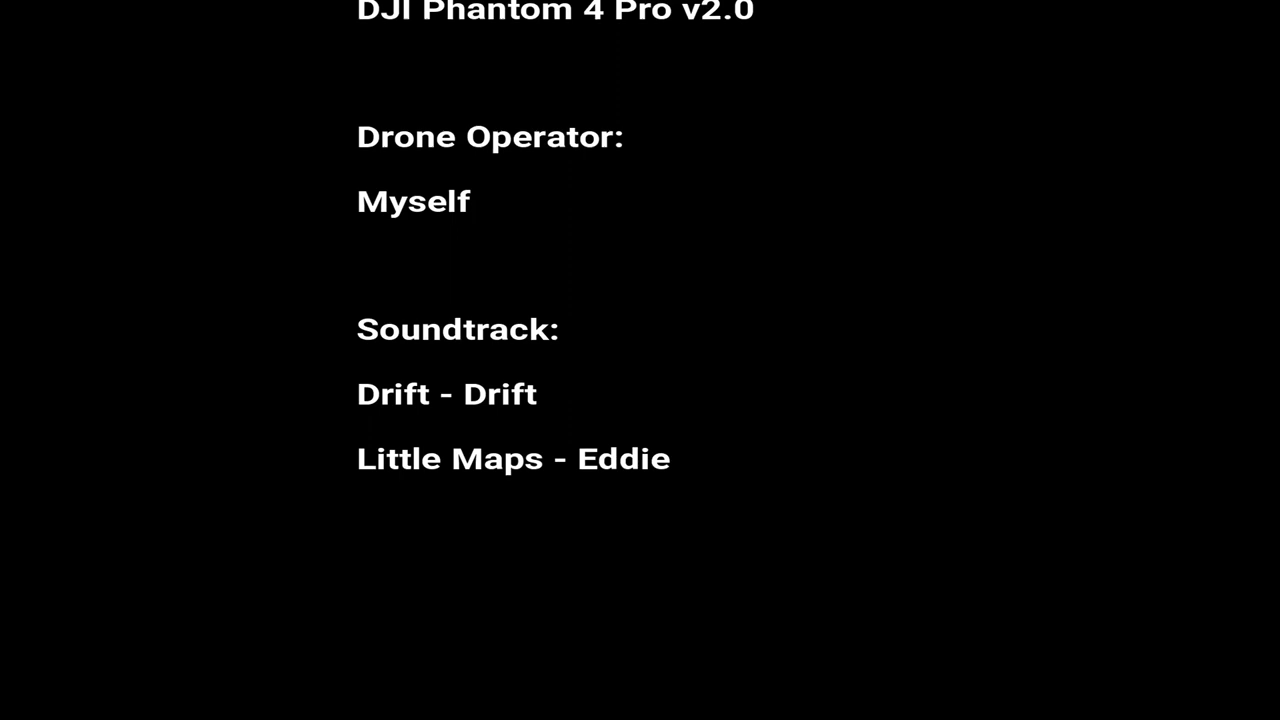 DJI Phantom 4 Pro v2.0
Drone Operator:
Myself
Soundtrack:
Drift - Drift
Little Maps - Eddie